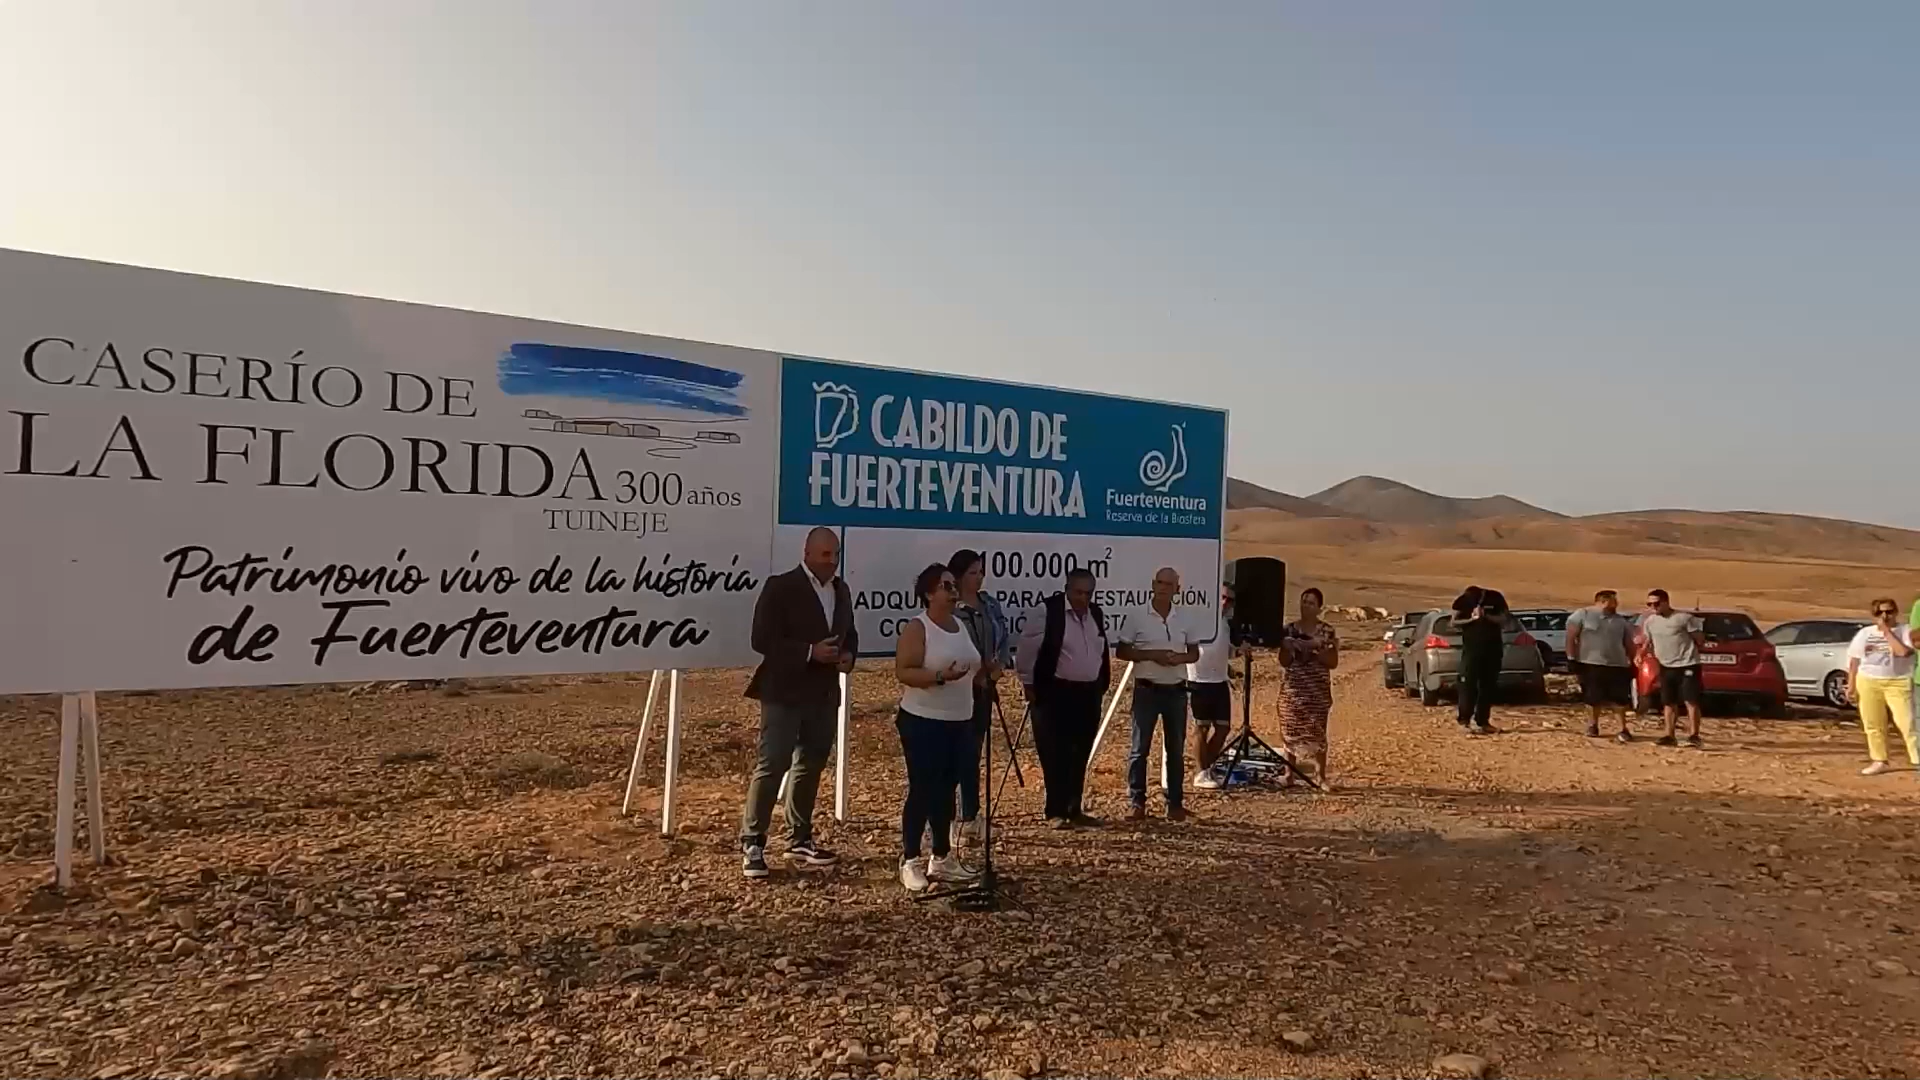 CASERÍO DE
LA FLORIDA 300 años
TUINEJE
Patrimonio vivo de la historia
de Fuerteventura
CABILDO DE
FUERTEVENTURA
Fuerteventura
Reserva de la Biosfera
100.000 m²
PARA